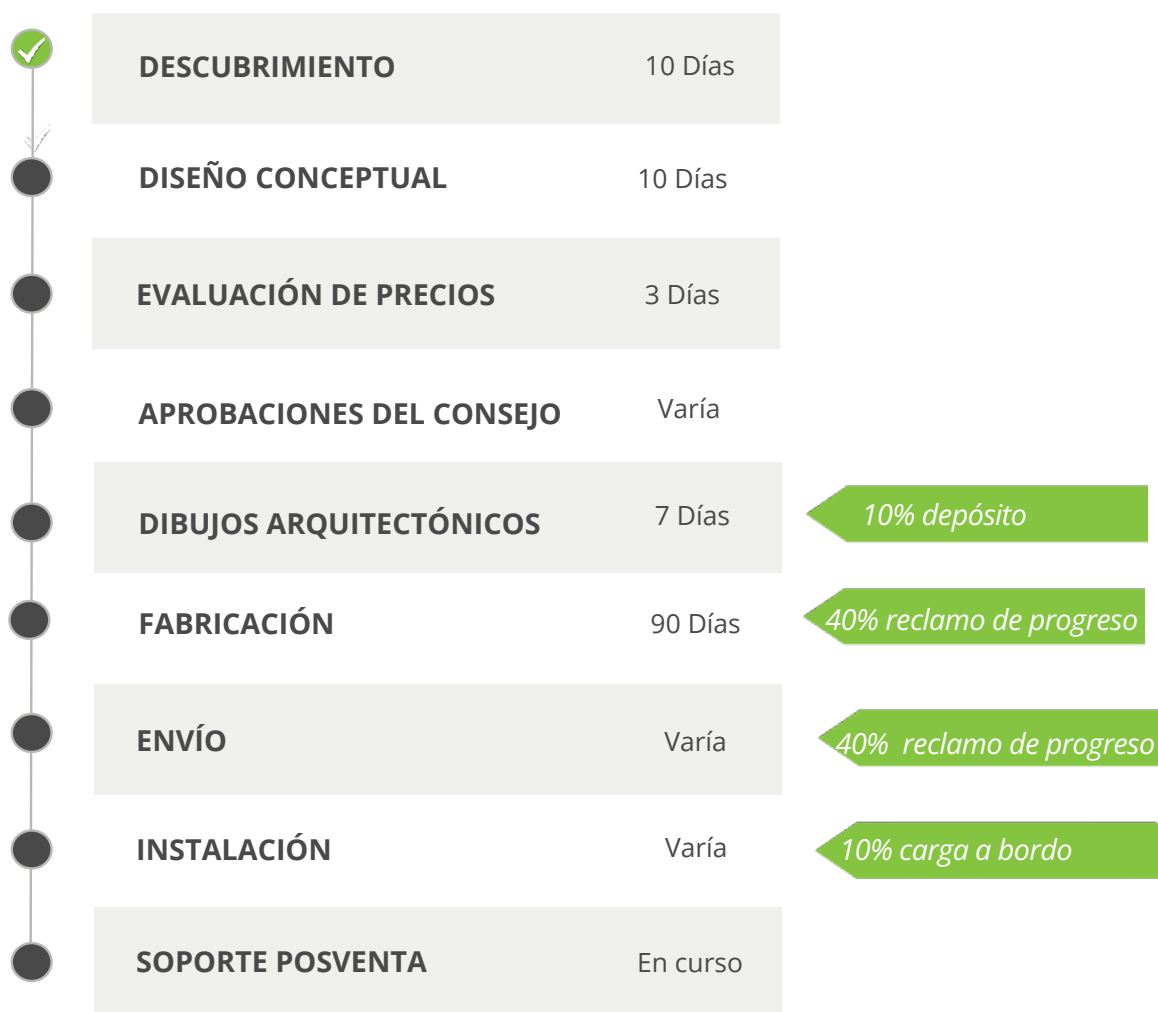 DESCUBRIMIENTO 10 Días
DISEÑO CONCEPTUAL 10 Días
EVALUACIÓN DE PRECIOS 3 Días
APROBACIONES DEL CONSEJO Varía
DIBUJOS ARQUITECTÓNICOS 7 Días 10% depósito
FABRICACIÓN 90 Días 40% reclamo de progreso
ENVÍO Varía 40% reclamo de progreso
INSTALACIÓN Varía 10% carga a bordo
SOPORTE POSVENTA En curso